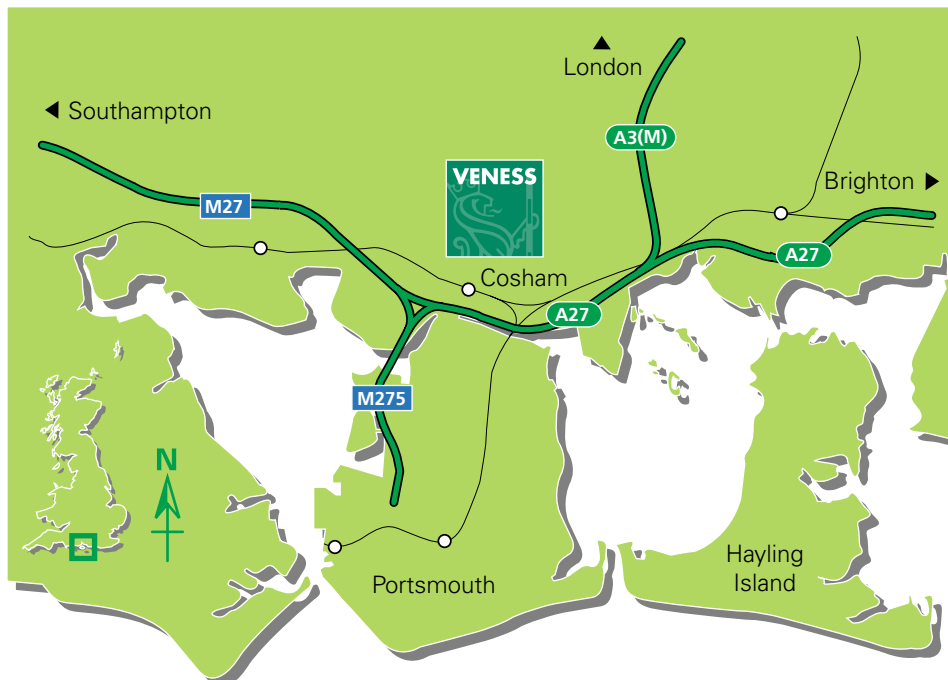 London
Southampton
A3(M)
VENESS
Brighton
M27
A27
Cosham
A27
M275
N
Hayling
Island
Portsmouth